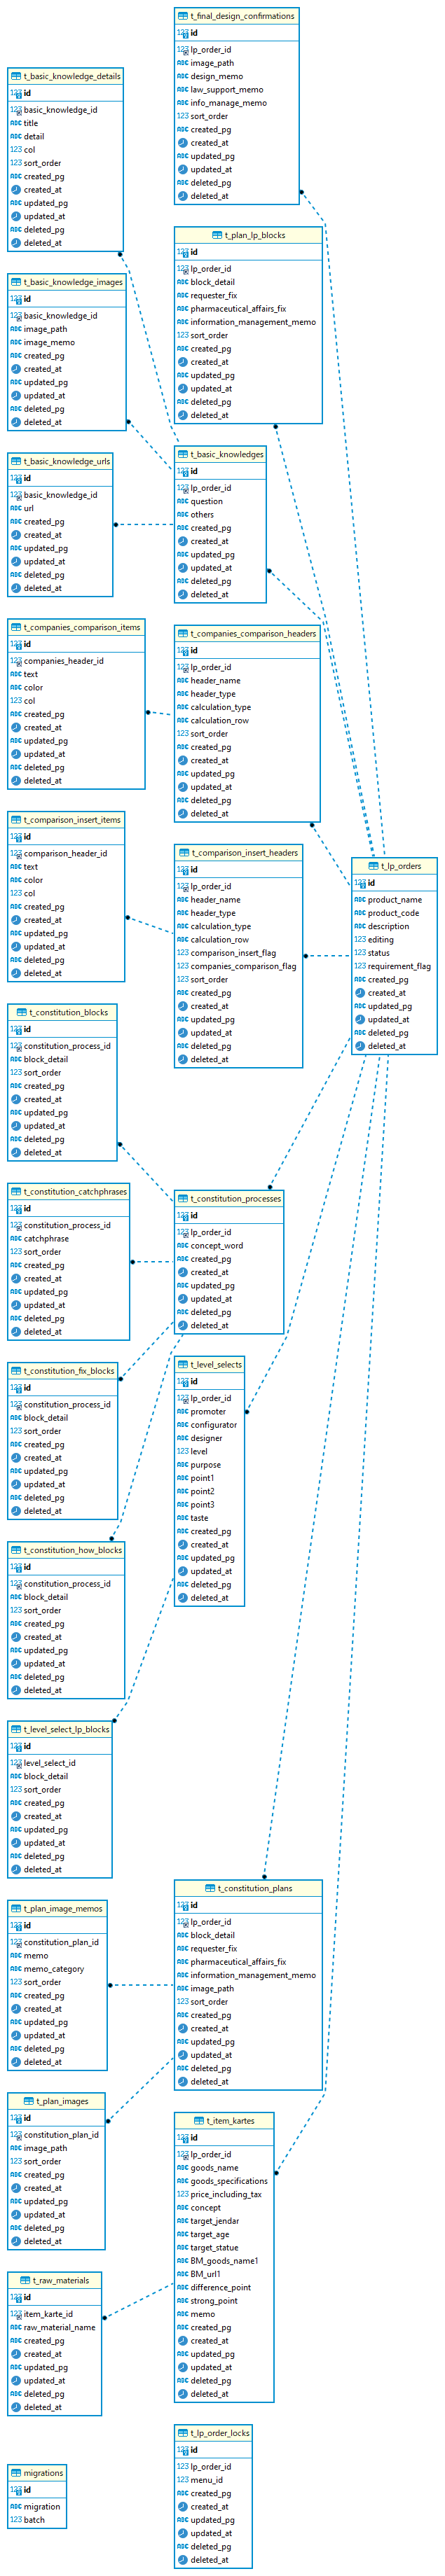 t_final_design_confirmations
id
lp_order_id
image_path
design_memo
law_support_memo
info_manage_memo
sort_order
created_pg
created_at
updated_pg
updated_at
deleted_pg
deleted_at
t_basic_knowledge_details
id
basic_knowledge_id
title
detail
col
sort_order
created_pg
created_at
updated_pg
updated_at
deleted_pg
deleted_at
t_plan_lp_blocks
id
lp_order_id
block_detail
requester_fix
pharmaceutical_affairs_fix
information_management_memo
sort_order
created_pg
created_at
updated_pg
updated_at
deleted_pg
deleted_at
t_basic_knowledge_images
id
basic_knowledge_id
image_path
image_memo
created_pg
created_at
updated_pg
updated_at
deleted_pg
deleted_at
t_basic_knowledges
id
lp_order_id
question
others
created_pg
created_at
updated_pg
updated_at
deleted_pg
deleted_at
t_basic_knowledge_urls
id
basic_knowledge_id
url
created_pg
created_at
updated_pg
updated_at
deleted_pg
deleted_at
t_companies_comparison_items
id
companies_header_id
text
color
col
created_pg
created_at
updated_pg
updated_at
deleted_pg
deleted_at
t_companies_comparison_headers
id
lp_order_id
header_name
header_type
calculation_type
calculation_row
sort_order
created_pg
created_at
updated_pg
updated_at
deleted_pg
deleted_at
t_comparison_insert_items
id
comparison_header_id
text
color
col
created_pg
created_at
updated_pg
updated_at
deleted_pg
deleted_at
t_comparison_insert_headers
id
lp_order_id
header_name
header_type
calculation_type
calculation_row
comparison_insert_flag
companies_comparison_flag
sort_order
created_pg
created_at
updated_pg
updated_at
deleted_pg
deleted_at
t_lp_orders
id
product_name
product_code
description
editing
status
requirement_flag
created_pg
created_at
updated_pg
updated_at
deleted_pg
deleted_at
t_constitution_blocks
id
constitution_process_id
block_detail
sort_order
created_pg
created_at
updated_pg
updated_at
deleted_pg
deleted_at
t_constitution_catchphrases
id
constitution_process_id
catchphrase
sort_order
created_pg
created_at
updated_pg
updated_at
deleted_pg
deleted_at
t_constitution_processes
id
lp_order_id
concept_word
created_pg
created_at
updated_pg
updated_at
deleted_pg
deleted_at
t_constitution_fix_blocks
id
constitution_process_id
block_detail
sort_order
created_pg
created_at
updated_pg
updated_at
deleted_pg
deleted_at
t_level_selects
id
lp_order_id
promoter
configurator
designer
level
purpose
point1
point2
point3
taste
created_pg
created_at
updated_pg
updated_at
deleted_pg
deleted_at
t_constitution_how_blocks
id
constitution_process_id
block_detail
sort_order
created_pg
created_at
updated_pg
updated_at
deleted_pg
deleted_at
t_level_select_lp_blocks
id
level_select_id
block_detail
sort_order
created_pg
created_at
updated_pg
updated_at
deleted_pg
deleted_at
t_constitution_plans
id
lp_order_id
block_detail
requester_fix
pharmaceutical_affairs_fix
information_management_memo
image_path
sort_order
created_pg
created_at
updated_pg
updated_at
deleted_pg
deleted_at
t_plan_image_memos
id
constitution_plan_id
memo
memo_category
sort_order
created_pg
created_at
updated_pg
updated_at
deleted_pg
deleted_at
t_plan_images
id
constitution_plan_id
image_path
sort_order
created_pg
created_at
updated_pg
updated_at
deleted_pg
deleted_at
t_item_kartes
id
lp_order_id
goods_name
goods_specifications
price_including_tax
concept
target_jendar
target_age
target_statue
BM_goods_name1
BM_url1
difference_point
strong_point
memo
created_pg
created_at
updated_pg
updated_at
deleted_pg
deleted_at
t_raw_materials
id
item_karte_id
raw_material_name
created_pg
created_at
updated_pg
updated_at
deleted_pg
deleted_at
t_lp_order_locks
id
lp_order_id
menu_id
created_pg
created_at
updated_pg
updated_at
deleted_pg
deleted_at
migrations
id
migration
batch